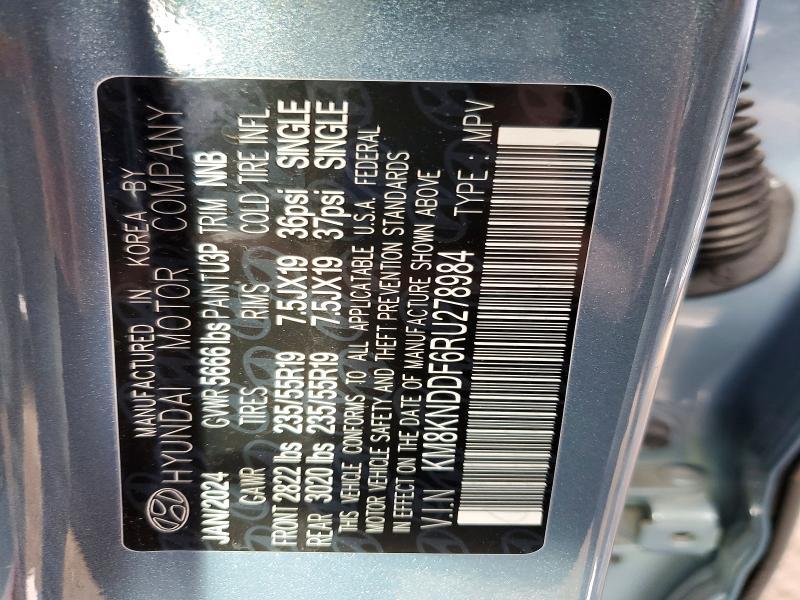 MANUFACTURED IN KOREA BY
HYUNDAI MOTOR COMPANY
JAN/2024 GVWR 5666 lbs PAINT U3P TRIM NNB
GAWR TIRES RIMS COLD TIRE INFL
FRONT 2822 lbs 235/55R19 7.5JX19 36psi SINGLE
REAR 3020 lbs 235/55R19 7.5JX19 37psi SINGLE
THIS VEHICLE CONFORMS TO ALL APPLICATABLE U.S.A. FEDERAL
MOTOR VEHICLE SAFETY AND THEFT PREVENTION STANDARDS
IN EFFECT ON THE DATE OF MANUFACTURE SHOWN ABOVE
V.I.N KM8KNDDF6RU278984 TYPE : MPV